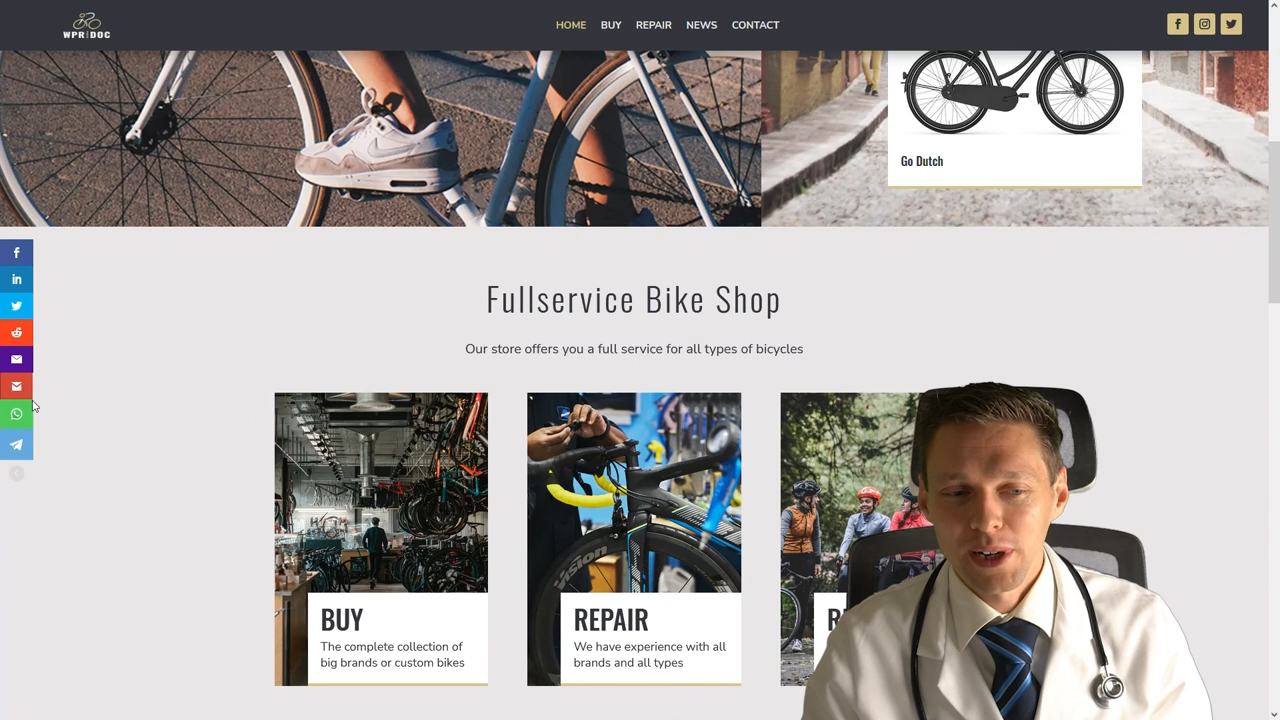 WPR DOC
HOME BUY REPAIR NEWS CONTACT
Go Dutch
Fullservice Bike Shop
Our store offers you a full service for all types of bicycles
BUY
The complete collection of
big brands or custom bikes
vision
REPAIR
We have experience with all
brands and all types